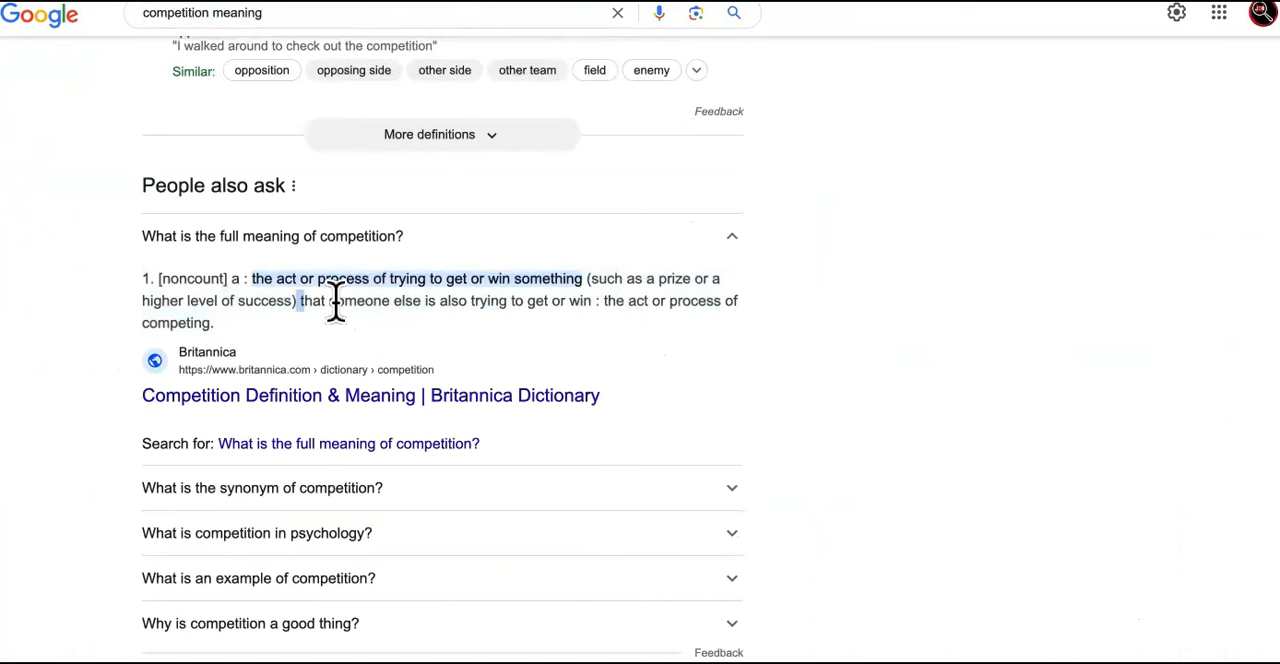 Google
competition meaning
"I walked around to check out the competition"
Similar: opposition opposing side other side other team field enemy
Feedback
More definitions
People also ask
What is the full meaning of competition?
1. [noncount] a : the act or process of trying to get or win something (such as a prize or a
higher level of success) that someone else is also trying to get or win : the act or process of
competing.
Britannica
https://www.britannica.com › dictionary › competition
Competition Definition & Meaning | Britannica Dictionary
Search for: What is the full meaning of competition?
What is the synonym of competition?
What is competition in psychology?
What is an example of competition?
Why is competition a good thing?
Feedback